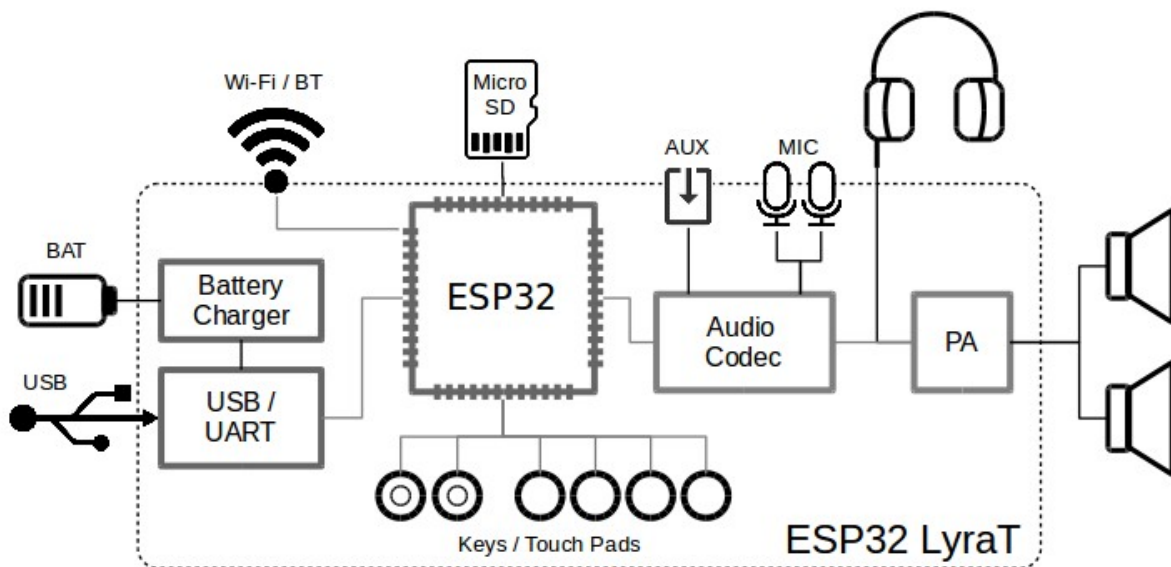 Wi-Fi / BT
Micro
SD
AUX
MIC
BAT
Battery
Charger
ESP32
Audio
Codec
PA
USB
USB /
UART
Keys / Touch Pads
ESP32 LyraT